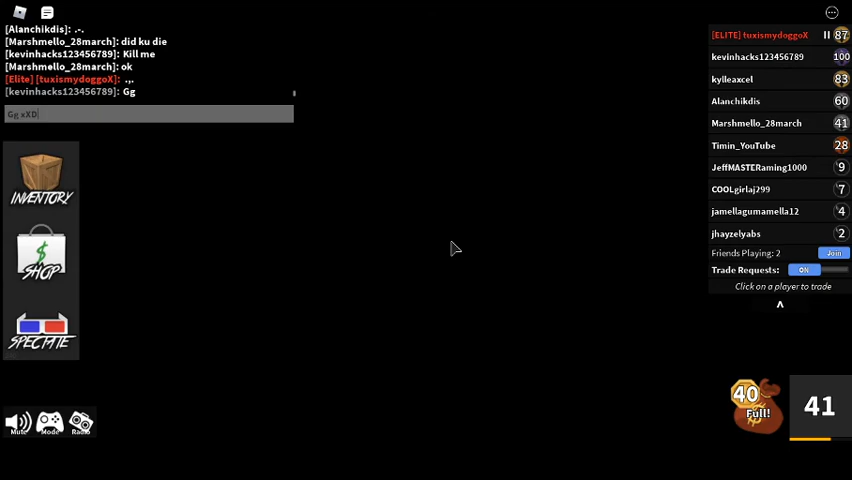 [Alanchikdis]: .-.
[Marshmello_28march]: did ku die
[kevinhacks123456789]: Kill me
[Marshmello_28march]: ok
[Elite] [tuxismydoggoX]: .,.
[kevinhacks123456789]: Gg
Gg xXD
INVENTORY
SHOP
SPECTATE
Mute Mode Radio
[ELITE] tuxismydoggoX 87
kevinhacks123456789 100
kylleaxcel 83
Alanchikdis 60
Marshmello_28march 41
Timin_YouTube 28
JeffMASTERaming1000 9
COOLgirlaj299 7
jamellagumamella12 4
jhayzelyabs 2
Friends Playing: 2 Join
Trade Requests: ON
Click on a player to trade
40
Full!
41